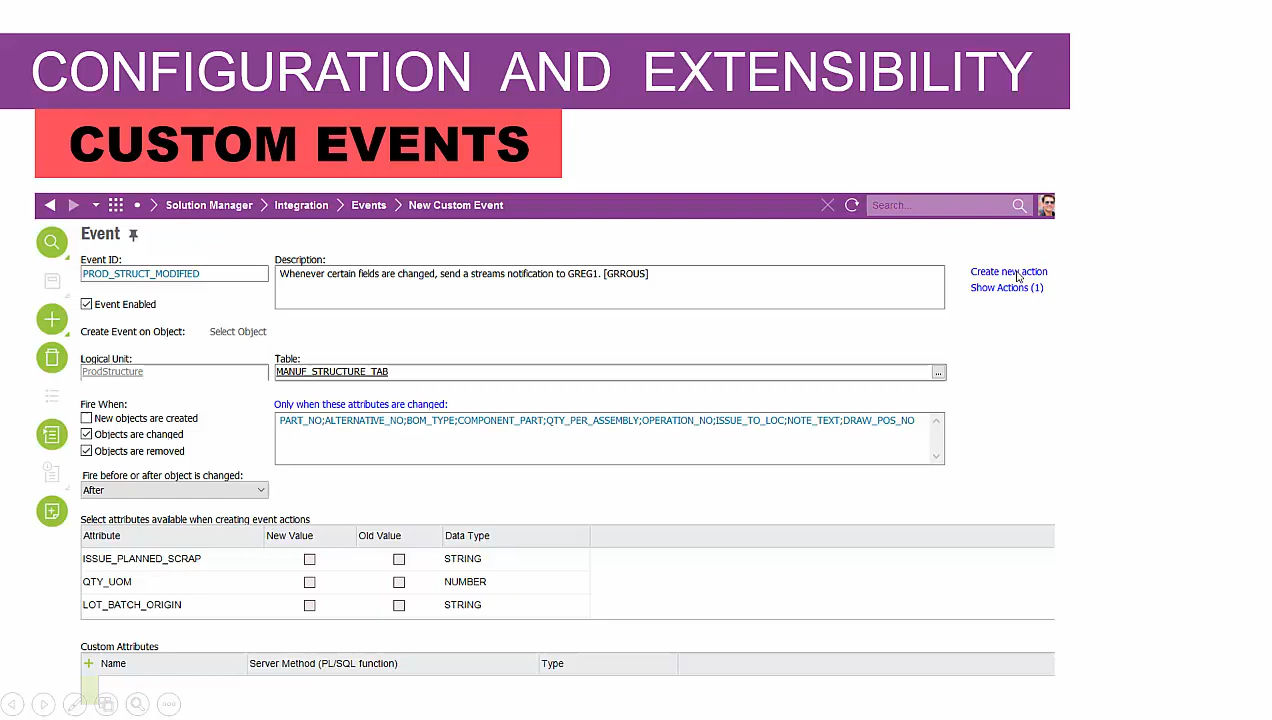 CONFIGURATION AND EXTENSIBILITY
CUSTOM EVENTS
Solution Manager Integration Events New Custom Event Search...
Event
Event ID: Description:
PROD_STRUCT_MODIFIED Whenever certain fields are changed, send a streams notification to GREG1. [GRROUS] Create new action
Show Actions (1)
Event Enabled
Create Event on Object: Select Object
Logical Unit: Table:
ProdStructure MANUF_STRUCTURE_TAB ...
Fire When: Only when these attributes are changed:
New objects are created PART_NO;ALTERNATIVE_NO;BOM_TYPE;COMPONENT_PART;QTY_PER_ASSEMBLY;OPERATION_NO;ISSUE_TO_LOC;NOTE_TEXT;DRAW_POS_NO
Objects are changed
Objects are removed
Fire before or after object is changed:
After
Select attributes available when creating event actions
Attribute New Value Old Value Data Type
ISSUE_PLANNED_SCRAP STRING
QTY_UOM NUMBER
LOT_BATCH_ORIGIN STRING
Custom Attributes
Name Server Method (PL/SQL function) Type